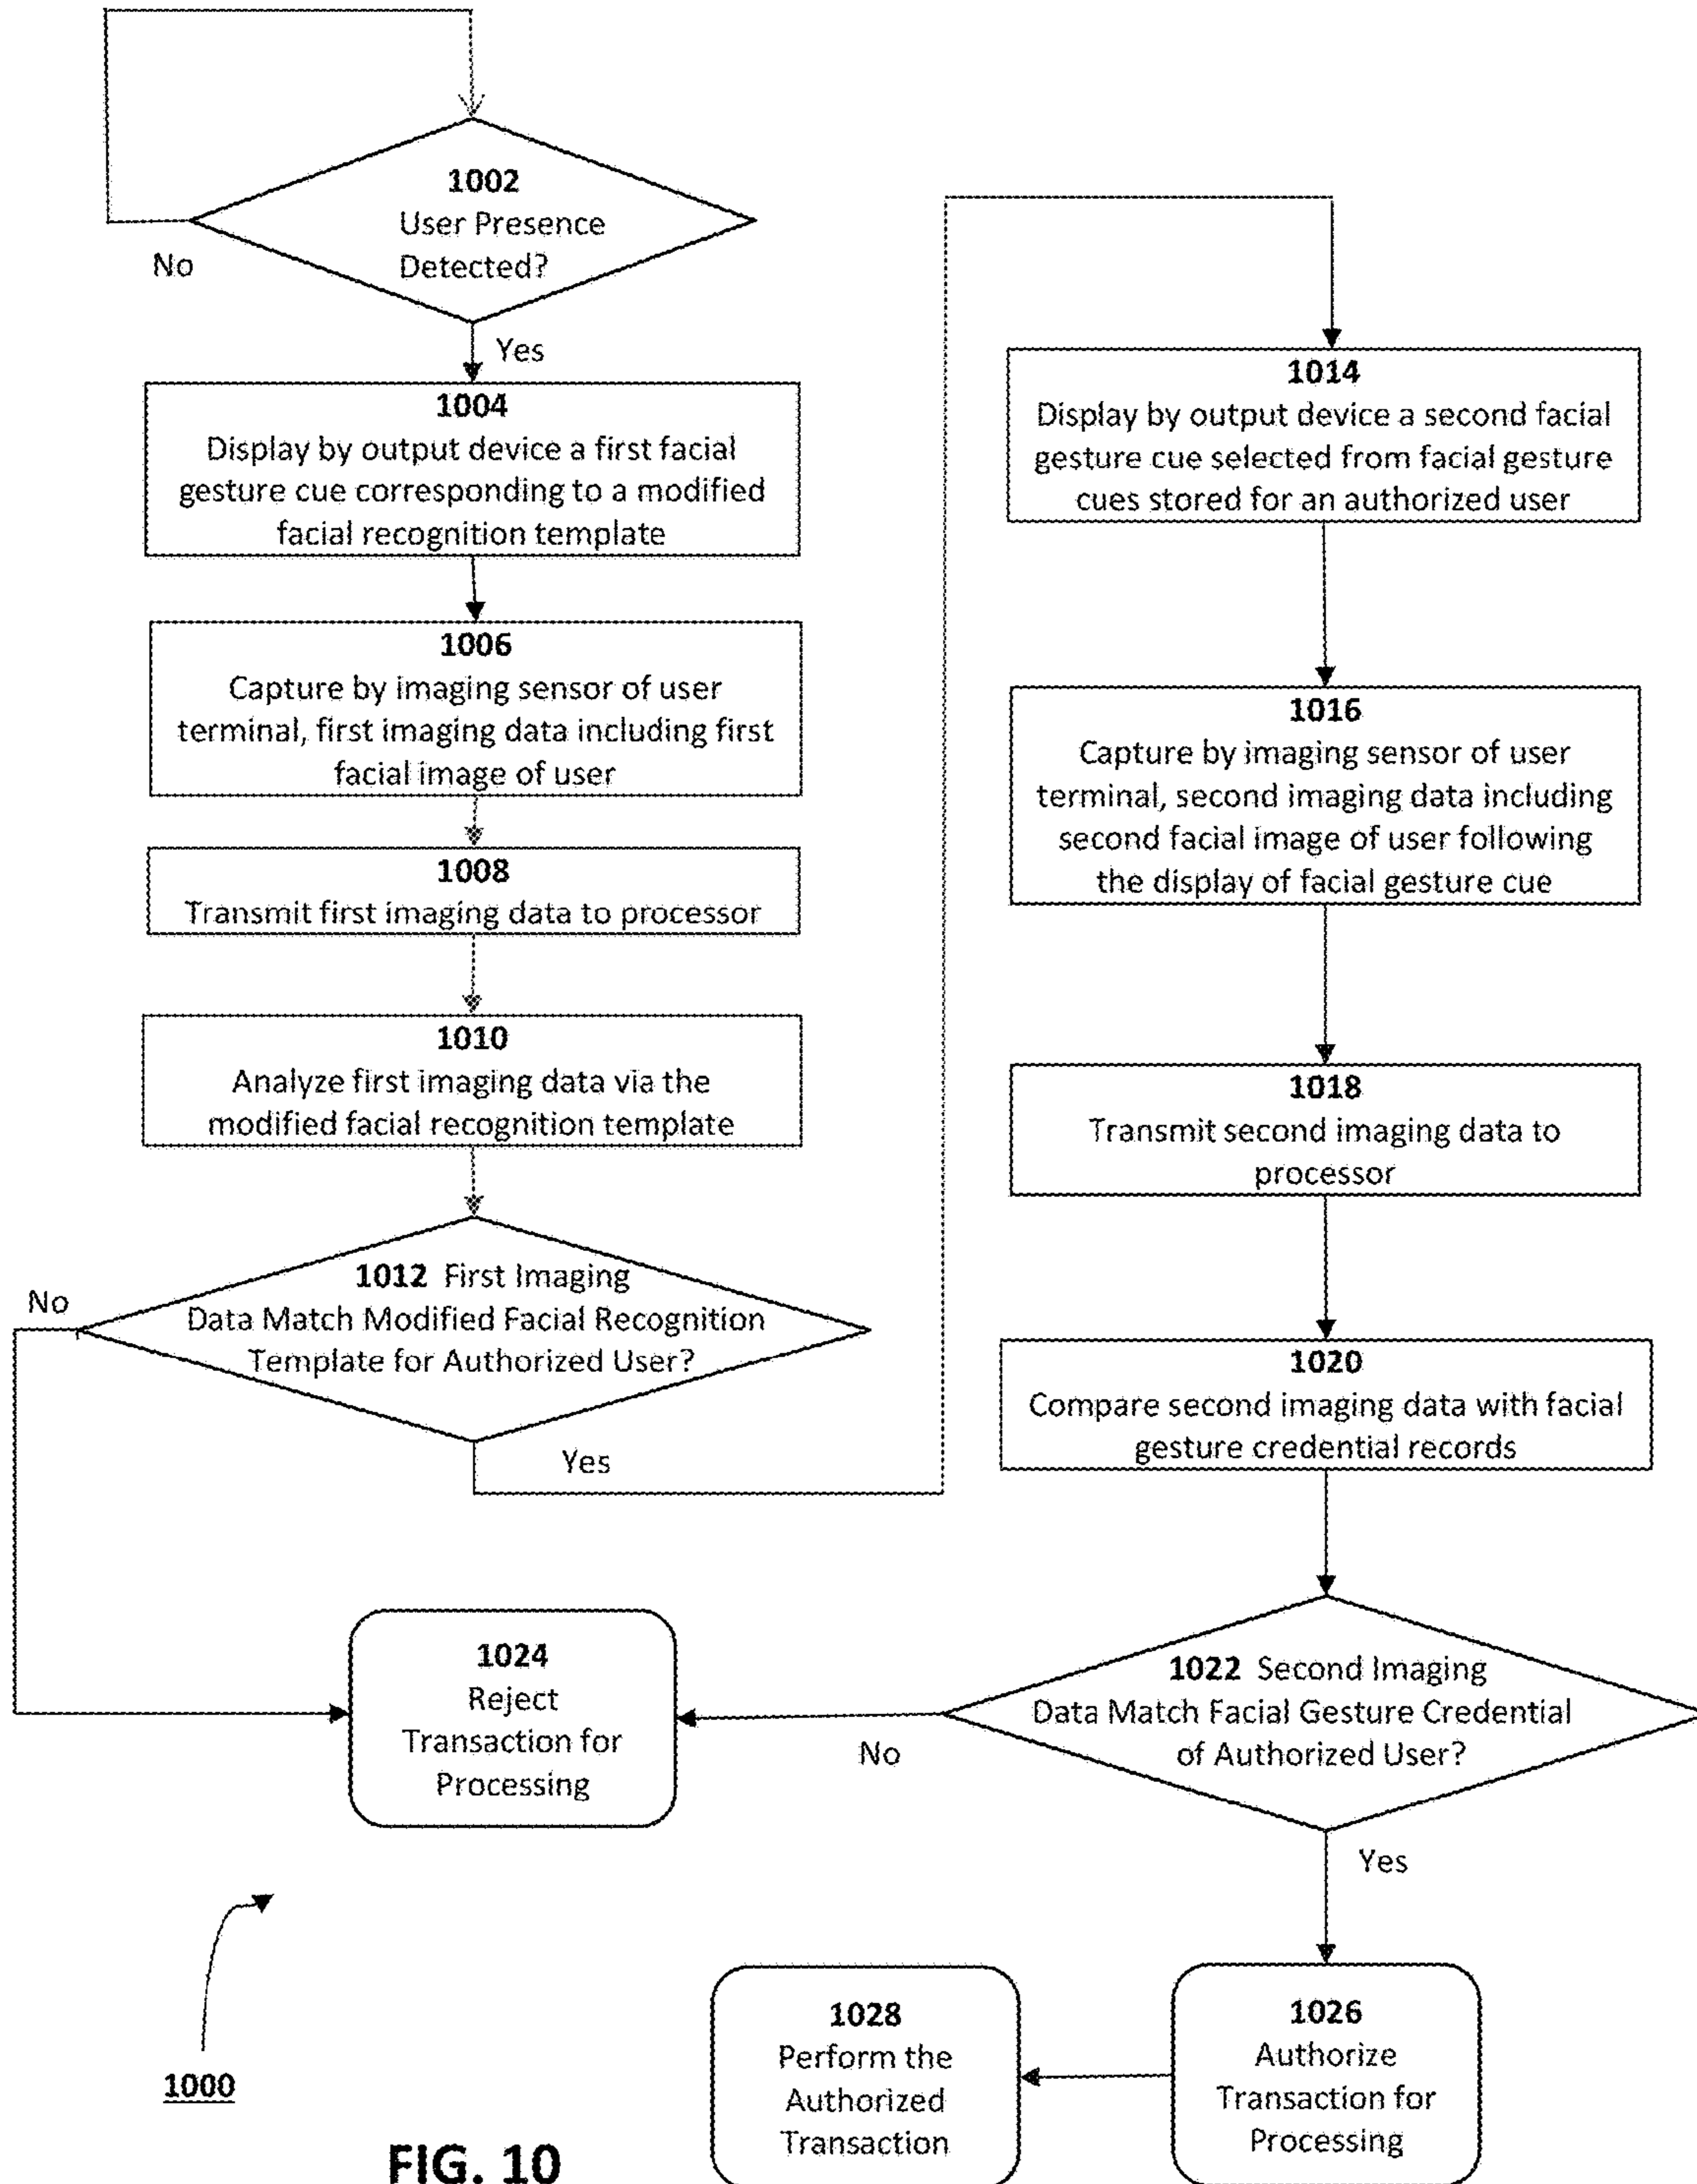 1002
User Presence
Detected?
No
Yes
1004
Display by output device a first facial
gesture cue corresponding to a modified
facial recognition template
1006
Capture by imaging sensor of user
terminal, first imaging data including first
facial image of user
1008
Transmit first imaging data to processor
1010
Analyze first imaging data via the
modified facial recognition template
1012 First Imaging
Data Match Modified Facial Recognition
Template for Authorized User?
No
Yes
1014
Display by output device a second facial
gesture cue selected from facial gesture
cues stored for an authorized user
1016
Capture by imaging sensor of user
terminal, second imaging data including
second facial image of user following
the display of facial gesture cue
1018
Transmit second imaging data to
processor
1020
Compare second imaging data with facial
gesture credential records
1022 Second Imaging
Data Match Facial Gesture Credential
of Authorized User?
No
Yes
1024
Reject
Transaction for
Processing
1026
Authorize
Transaction for
Processing
1028
Perform the
Authorized
Transaction
1000
FIG. 10